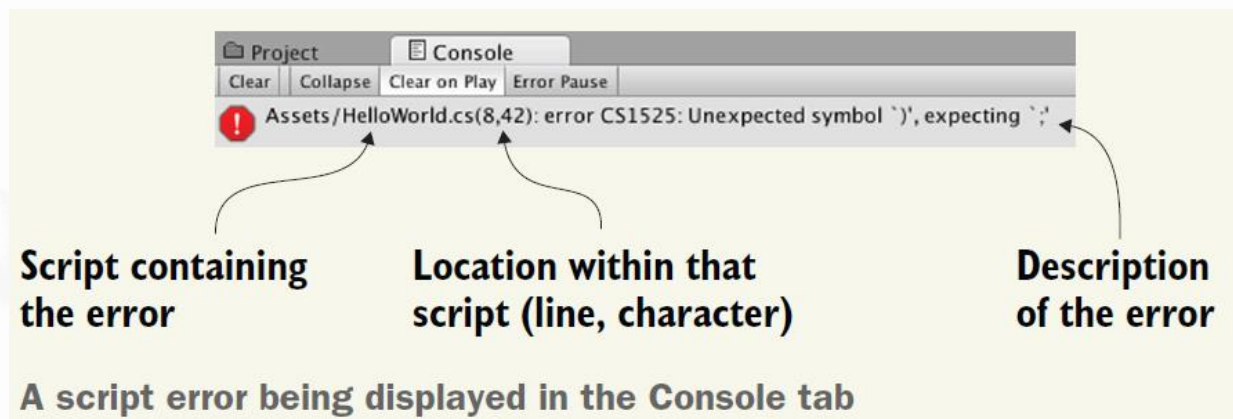 Project Console
Clear Collapse Clear on Play Error Pause
Assets/HelloWorld.cs(8,42): error CS1525: Unexpected symbol `)', expecting `;'
Script containing
the error
Location within that
script (line, character)
Description
of the error
A script error being displayed in the Console tab